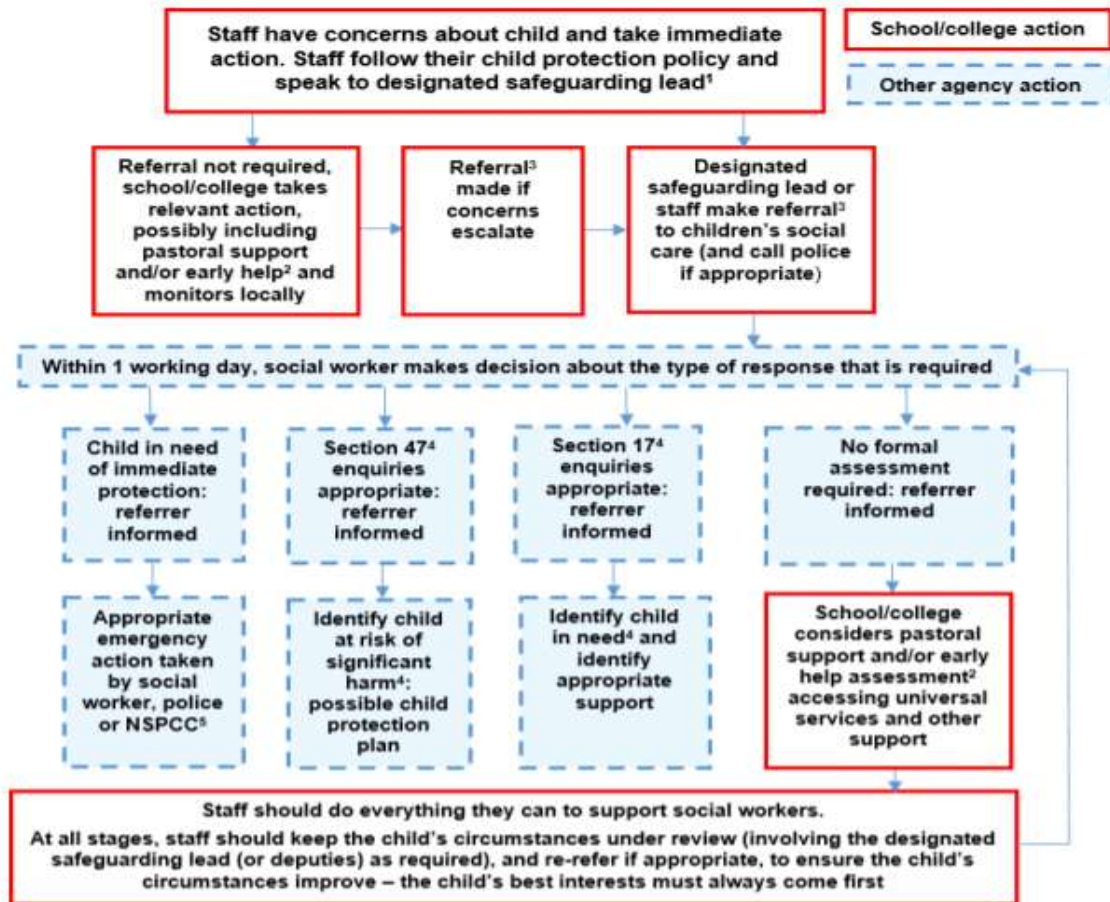 Staff have concerns about child and take immediate
action. Staff follow their child protection policy and
speak to designated safeguarding lead¹
School/college action
Other agency action
Referral not required,
school/college takes
relevant action,
possibly including
pastoral support
and/or early help² and
monitors locally
Referral³
made if
concerns
escalate
Designated
safeguarding lead or
staff make referral³
to children's social
care (and call police
if appropriate)
Within 1 working day, social worker makes decision about the type of response that is required
Child in need
of immediate
protection:
referrer
informed
Section 47⁴
enquiries
appropriate:
referrer
informed
Section 17⁴
enquiries
appropriate:
referrer
informed
No formal
assessment
required: referrer
informed
Appropriate
emergency
action taken
by social
worker, police
or NSPCC⁵
Identify child
at risk of
significant
harm⁴:
possible child
protection
plan
Identify child
in need⁴ and
identify
appropriate
support
School/college
considers pastoral
support and/or early
help assessment²
accessing universal
services and other
support
Staff should do everything they can to support social workers.
At all stages, staff should keep the child's circumstances under review (involving the designated
safeguarding lead (or deputies) as required), and re-refer if appropriate, to ensure the child's
circumstances improve – the child's best interests must always come first